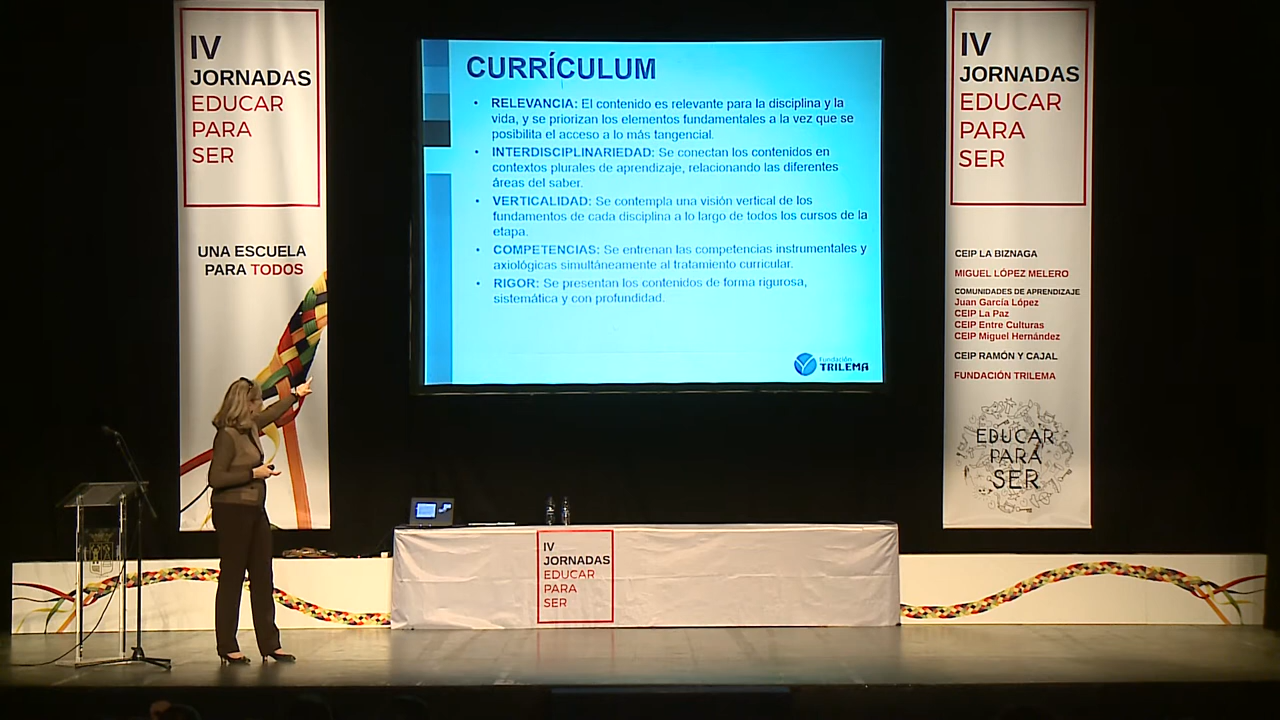 IV
JORNADAS
EDUCAR
PARA
SER
UNA ESCUELA
PARA TODOS
CURRÍCULUM
• RELEVANCIA: El contenido es relevante para la disciplina y la
vida, y se priorizan los elementos fundamentales a la vez que se
posibilita el acceso a lo más tangencial.
• INTERDISCIPLINARIEDAD: Se conectan los contenidos en
contextos plurales de aprendizaje, relacionando las diferentes
áreas del saber.
• VERTICALIDAD: Se contempla una visión vertical de los
fundamentos de cada disciplina a lo largo de todos los cursos de la
etapa.
• COMPETENCIAS: Se entrenan las competencias instrumentales y
axiológicas simultáneamente al tratamiento curricular.
• RIGOR: Se presentan los contenidos de forma rigurosa,
sistemática y con profundidad.
Fundación
TRILEMA
IV
JORNADAS
EDUCAR
PARA
SER
CEIP LA BIZNAGA
MIGUEL LÓPEZ MELERO
COMUNIDADES DE APRENDIZAJE
Juan García López
CEIP La Paz
CEIP Entre Culturas
CEIP Miguel Hernández
CEIP RAMÓN Y CAJAL
FUNDACIÓN TRILEMA
EDUCAR
PARA
SER
IV
JORNADAS
EDUCAR
PARA
SER